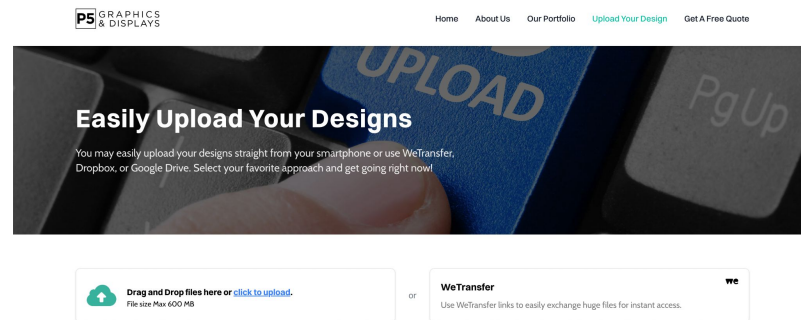 P5 GRAPHICS
& DISPLAYS
Home About Us Our Portfolio Upload Your Design Get A Free Quote
UPLOAD
PgUp
Easily Upload Your Designs
You may easily upload your designs straight from your smartphone or use WeTransfer,
Dropbox, or Google Drive. Select your favorite approach and get going right now!
Drag and Drop files here or click to upload.
File size Max 600 MB
or
we
WeTransfer
Use WeTransfer links to easily exchange huge files for instant access.